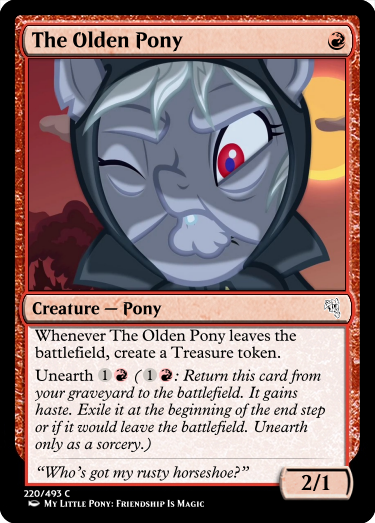 The Olden Pony
Creature — Pony
Whenever The Olden Pony leaves the
battlefield, create a Treasure token.
Unearth 1 (1: Return this card from
your graveyard to the battlefield. It gains
haste. Exile it at the beginning of the end step
or if it would leave the battlefield. Unearth
only as a sorcery.)
“Who’s got my rusty horseshoe?”
2/1
220/493 C
My Little Pony: Friendship Is Magic